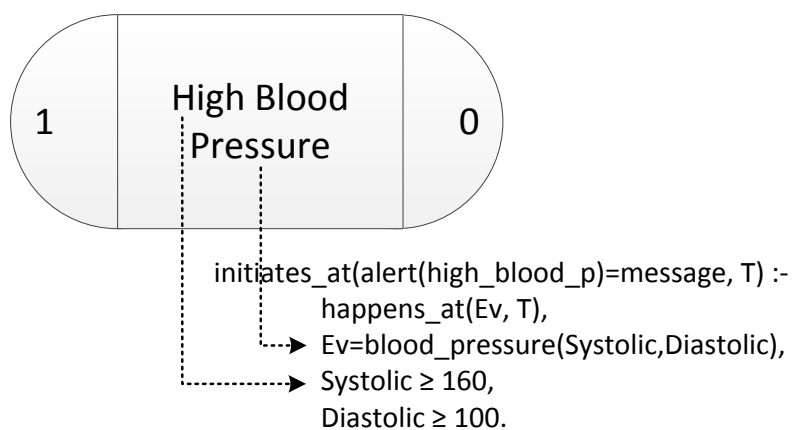 1
High Blood
Pressure
0
initiates_at(alert(high_blood_p)=message, T) :-
happens_at(Ev, T),
Ev=blood_pressure(Systolic,Diastolic),
Systolic ≥ 160,
Diastolic ≥ 100.